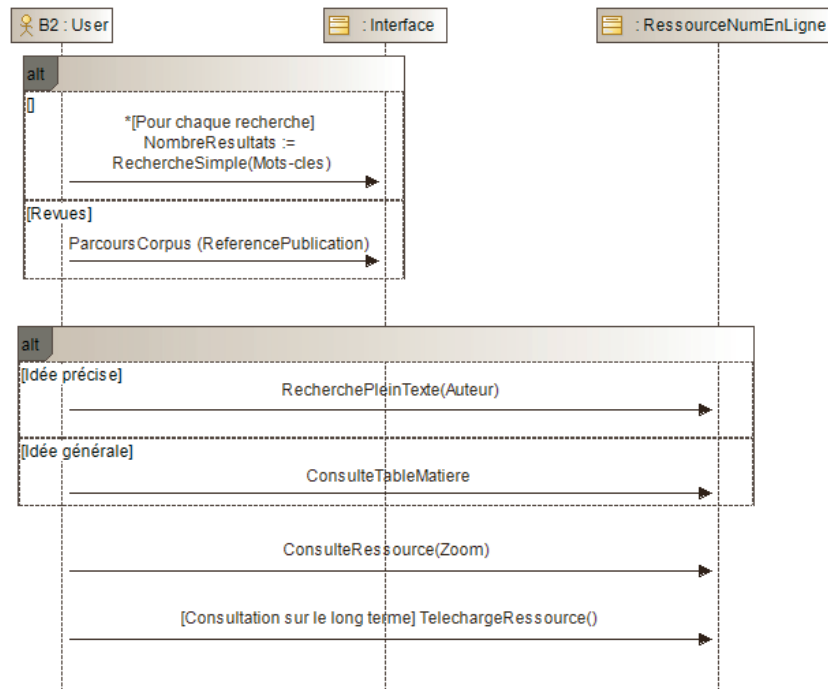 B2 : User
: Interface
: RessourceNumEnLigne
alt
[]
*[Pour chaque recherche]
NombreResultats :=
RechercheSimple(Mots-cles)
[Revues]
ParcoursCorpus (ReferencePublication)
alt
[Idée précise]
RecherchePleinTexte(Auteur)
[Idée générale]
ConsulteTableMatiere
ConsulteRessource(Zoom)
[Consultation sur le long terme] TelechargeRessource()